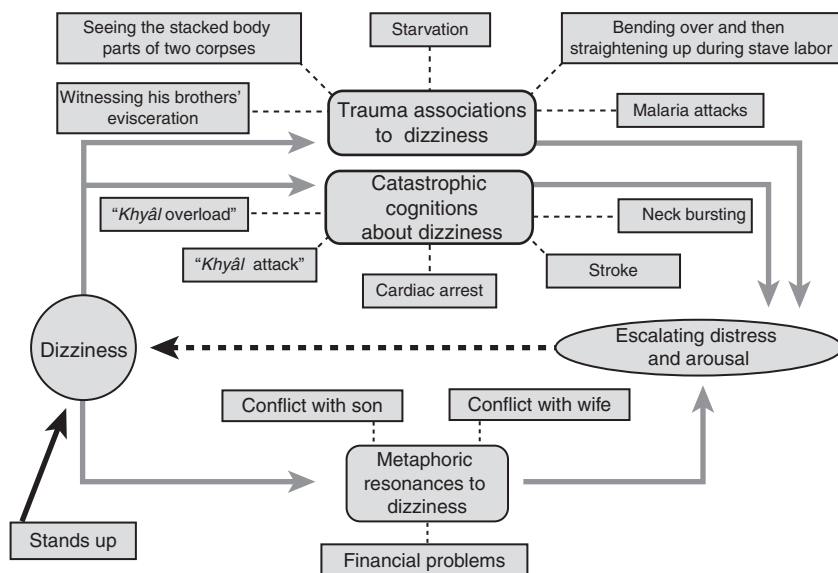 Seeing the stacked body
parts of two corpses
Starvation
Bending over and then
straightening up during stave labor
Witnessing his brothers'
evisceration
Trauma associations
to dizziness
Malaria attacks
Catastrophic
cognitions
about dizziness
"Khyâl overload"
Neck bursting
"Khyâl attack"
Cardiac arrest
Stroke
Dizziness
Escalating distress
and arousal
Conflict with son
Conflict with wife
Metaphoric
resonances to
dizziness
Stands up
Financial problems